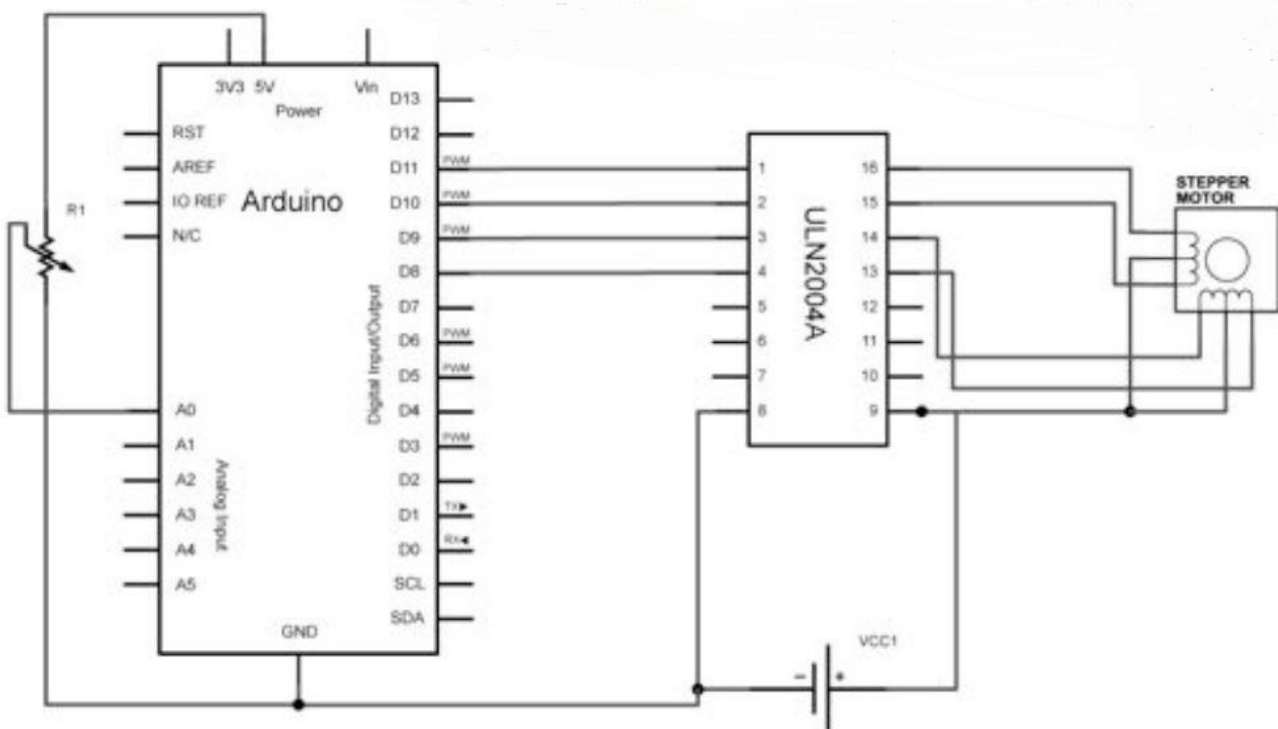 3V3 5V Vin
Power
RST
AREF
IO REF
N/C
Arduino
R1
A0
A1
A2
A3
A4
A5
Analog Input
GND
D13
D12
D11 PWM
D10 PWM
D9 PWM
D8
D7
D6 PWM
D5 PWM
D4
D3 PWM
D2
D1 TX
D0 RX
SCL
SDA
Digital Input/Output
1
2
3
4
5
6
7
8
ULN2004A
16
15
14
13
12
11
10
9
STEPPER
MOTOR
VCC1
- +